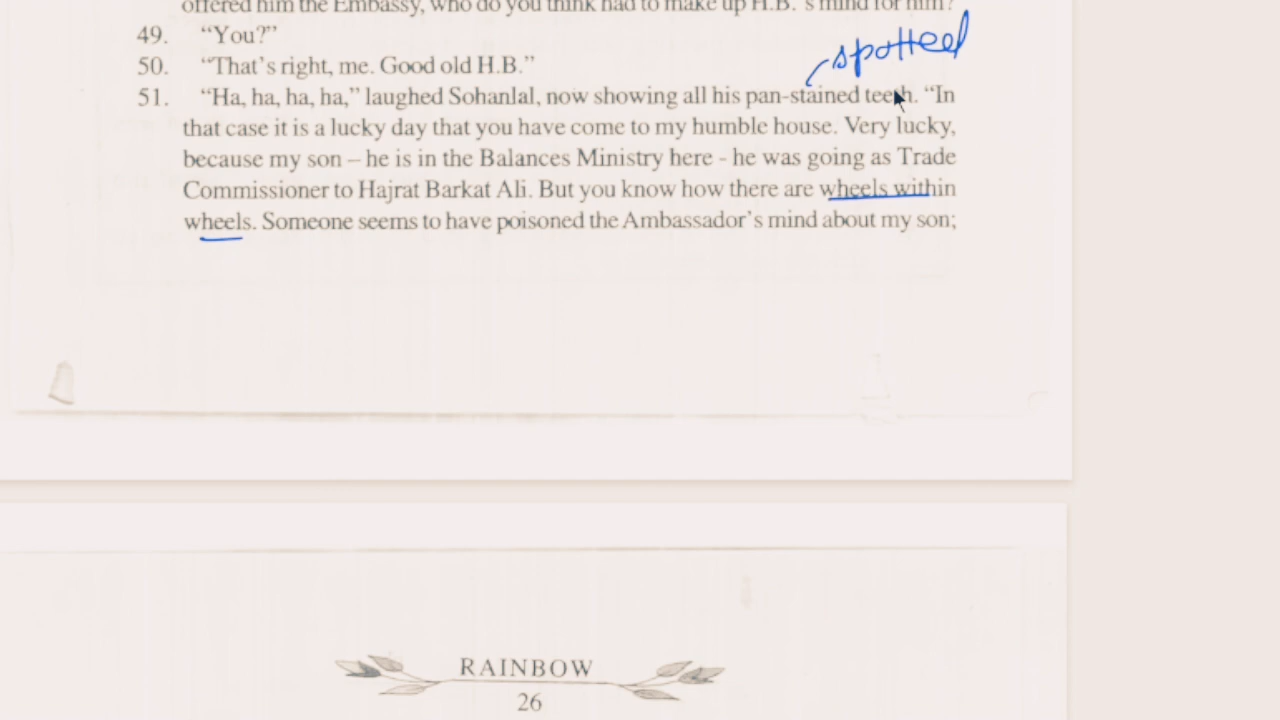 offered him the Embassy, who do you think had to make up H.B.'s mind for him?
49. “You?”
spotted
50. “That's right, me. Good old H.B.”
51. “Ha, ha, ha, ha,” laughed Sohanlal, now showing all his pan-stained teeth. “In
that case it is a lucky day that you have come to my humble house. Very lucky,
because my son – he is in the Balances Ministry here - he was going as Trade
Commissioner to Hajrat Barkat Ali. But you know how there are wheels within
wheels. Someone seems to have poisoned the Ambassador's mind about my son;
RAINBOW
26